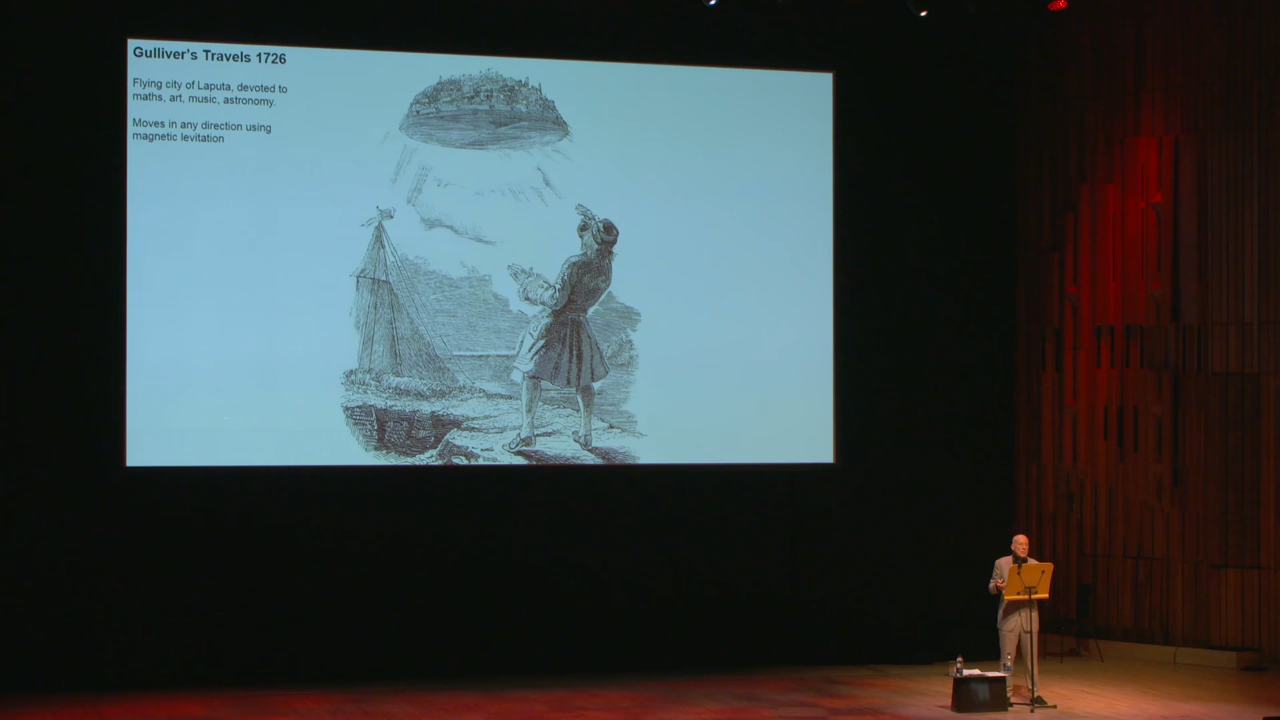 Gulliver's Travels 1726
Flying city of Laputa, devoted to
maths, art, music, astronomy.
Moves in any direction using
magnetic levitation